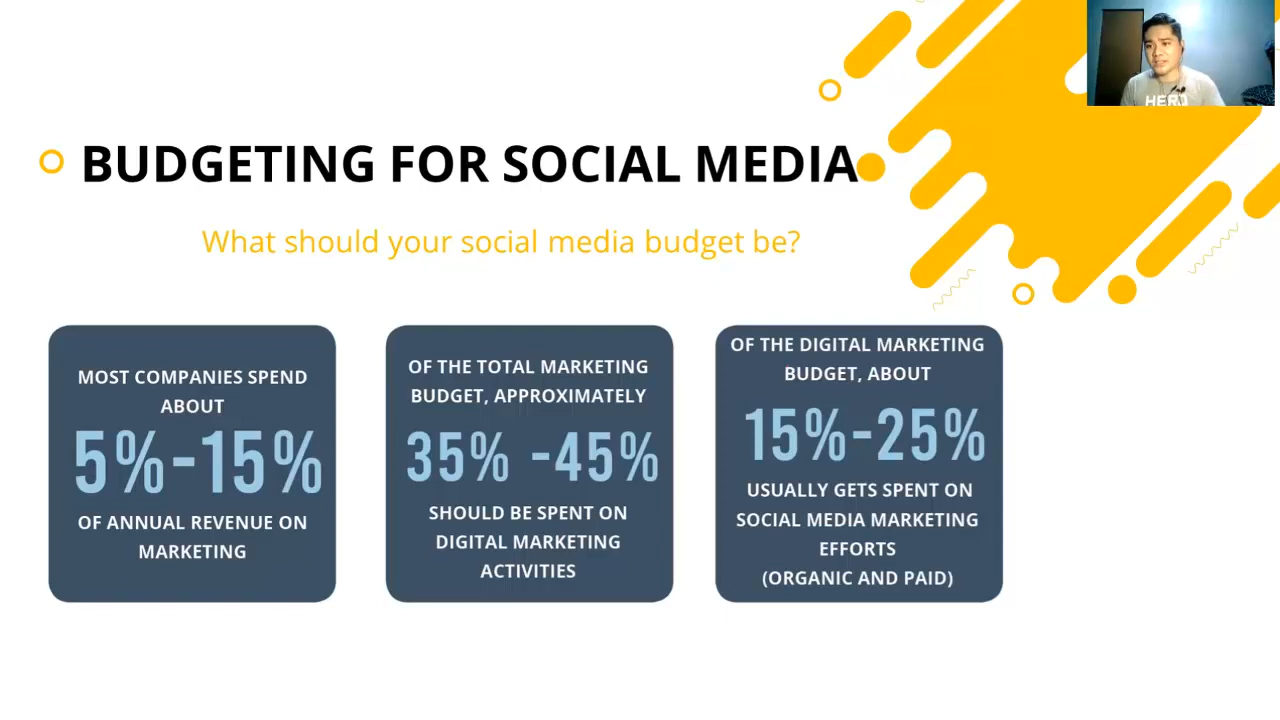 HERO
BUDGETING FOR SOCIAL MEDIA
What should your social media budget be?
MOST COMPANIES SPEND
ABOUT
5%-15%
OF ANNUAL REVENUE ON
MARKETING
OF THE TOTAL MARKETING
BUDGET, APPROXIMATELY
35% -45%
SHOULD BE SPENT ON
DIGITAL MARKETING
ACTIVITIES
OF THE DIGITAL MARKETING
BUDGET, ABOUT
15%-25%
USUALLY GETS SPENT ON
SOCIAL MEDIA MARKETING
EFFORTS
(ORGANIC AND PAID)